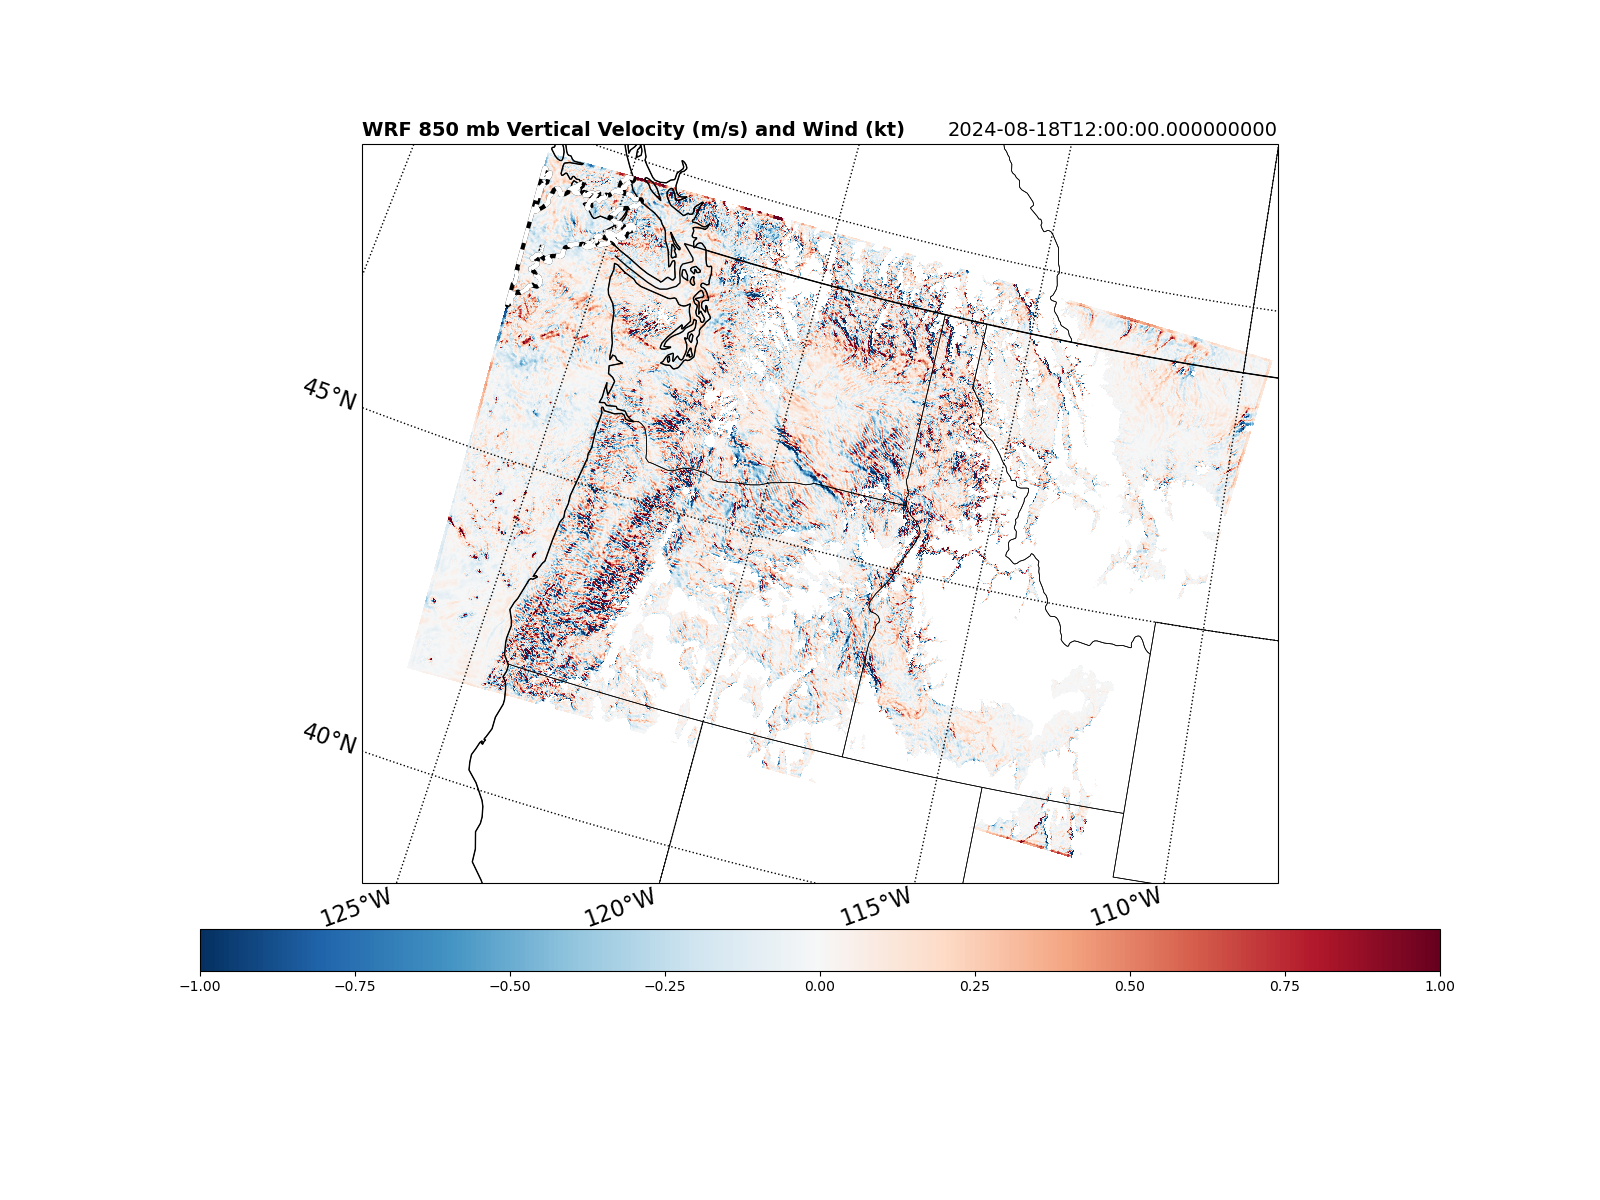 WRF 850 mb Vertical Velocity (m/s) and Wind (kt) 2024-08-18T12:00:00.000000000
45°N
40°N
125°W 120°W 115°W 110°W
−1.00 −0.75 −0.50 −0.25 0.00 0.25 0.50 0.75 1.00